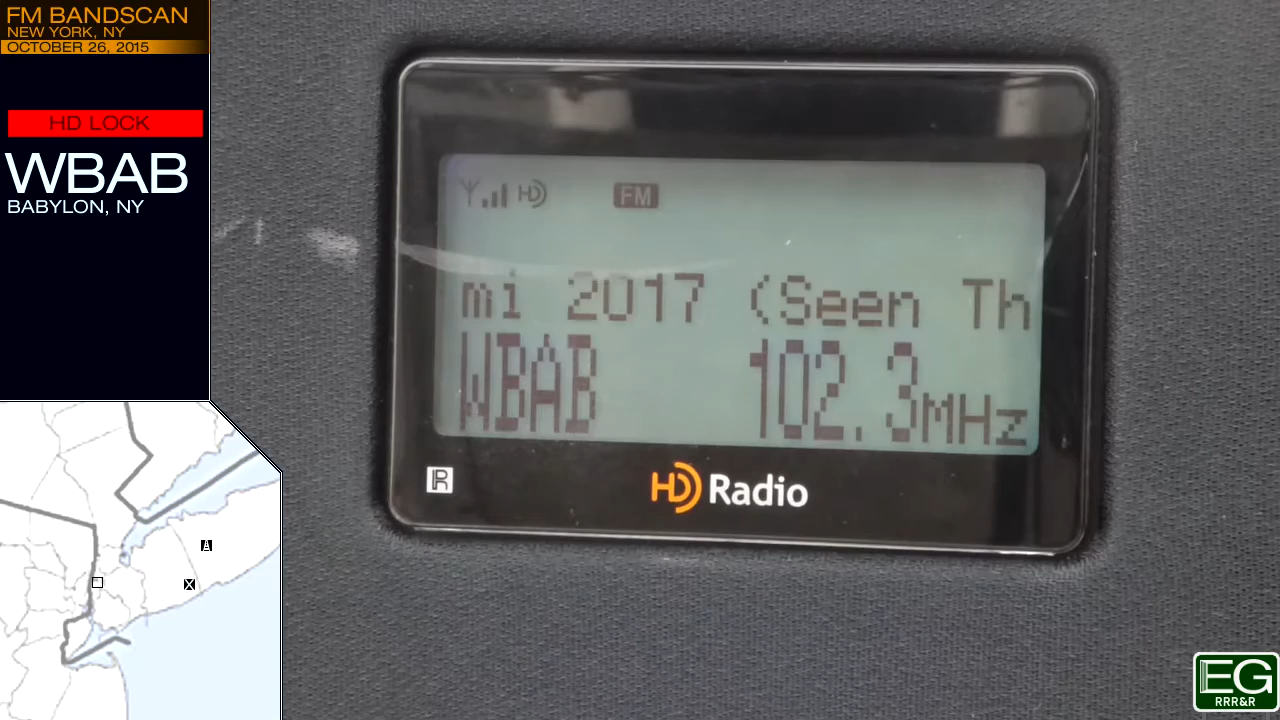 FM BANDSCAN
NEW YORK, NY
OCTOBER 26, 2015
HD LOCK
WBAB
BABYLON, NY
HD FM
mi 2017 (Seen Th
WBAB 102.3MHz
R
HD Radio
EG
RRR&R